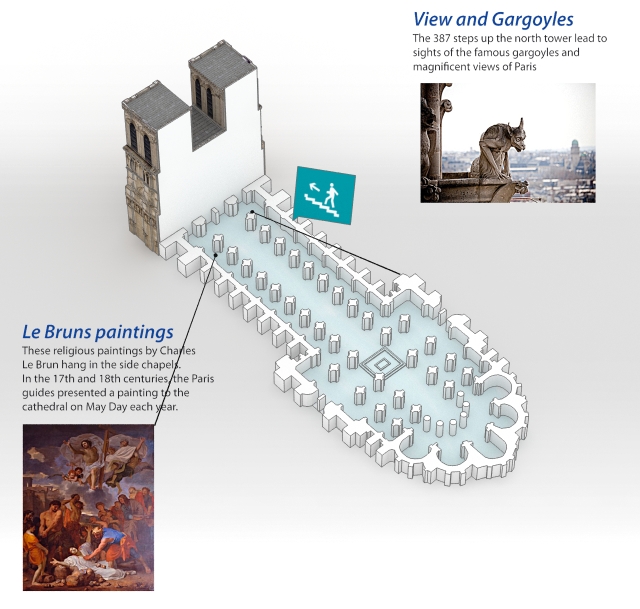 View and Gargoyles
The 387 steps up the north tower lead to
sights of the famous gargoyles and
magnificent views of Paris
Le Bruns paintings
These religious paintings by Charles
Le Brun hang in the side chapels.
In the 17th and 18th centuries, the Paris
guides presented a painting to the
cathedral on May Day each year.